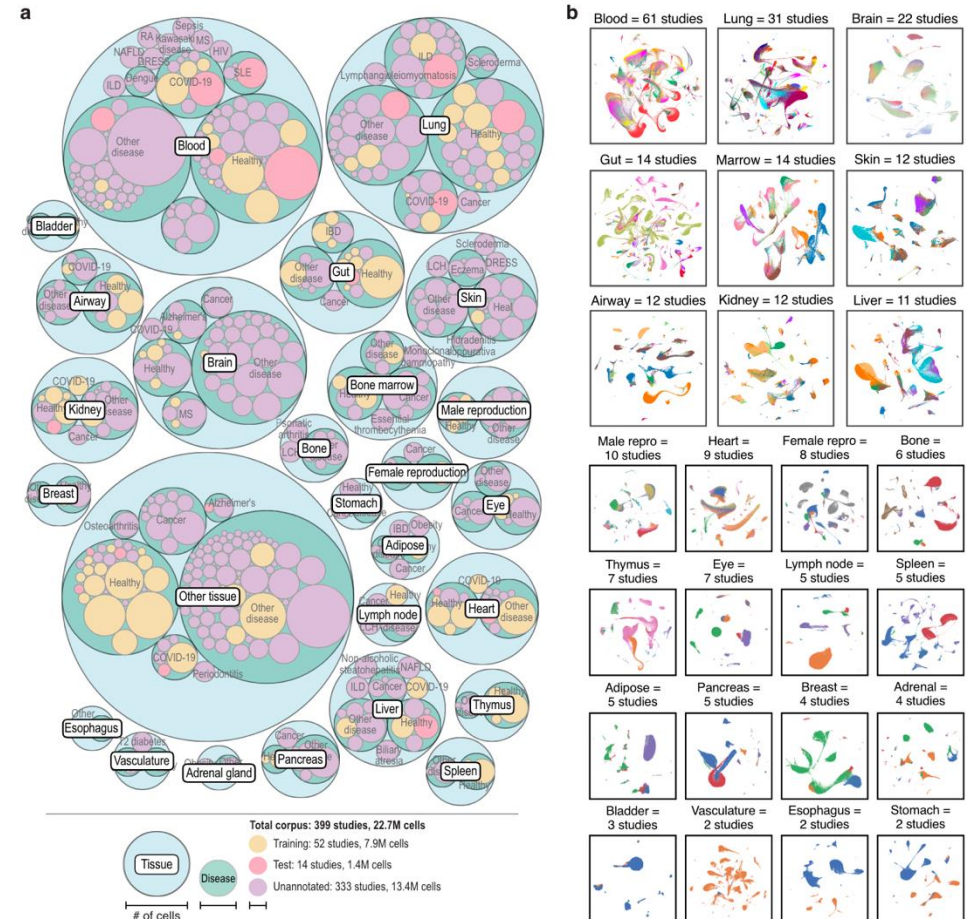 a
Sepsis
RA Kawasaki MS
disease
NAFLD
DRESS
HIV
Dengue
COVID-19
SLE
ILD
Other
disease
Blood
Healthy
ILD
Scleroderma
Lymphangioleiomyomatosis
Other
disease
Lung
Healthy
COVID-19
Cancer
Bladder
COVID-19
Healthy
Other
disease
Airway
IBD
Other
disease
Gut
Healthy
Cancer
Scleroderma
LCH
Eczema
DRESS
Other
disease
Skin
Heal
Hidradenitis
suppurativa
Cancer
Alzheimer's
COVID-19
Brain
Healthy
Other
disease
MS
Other
disease
Monoclonal
gammopathy
Bone marrow
Healthy
Cancer
Essential
thrombocythemia
COVID-19
Healthy
Other
disease
Kidney
Cancer
Male reproduction
Healthy
Other
disease
Psoriatic
arthritis
Bone
LCH
Cancer
Female reproduction
Breast
Healthy
Stomach
Other
disease
Eye
Cancer
Healthy
IBD Obesity
Adipose
Cancer
Alzheimer's
Osteoarthritis
Cancer
Healthy
Other tissue
Other
disease
COVID-19
Periodontitis
Cancer
Healthy
Lymph node
LCH
COVID-19
Healthy
Heart
Other
disease
Non-alcoholic
steatohepatitis
NAFLD
ILD
Cancer
COVID-19
Liver
Other
disease
Healthy
Biliary
atresia
Healthy
Thymus
Other
Esophagus
T2 diabetes
Vasculature
Adrenal gland
Cancer
Other
Pancreas
Spleen
Healthy
Total corpus: 399 studies, 22.7M cells
Training: 52 studies, 7.9M cells
Test: 14 studies, 1.4M cells
Unannotated: 333 studies, 13.4M cells
Tissue
Disease
# of cells
b
Blood = 61 studies
Lung = 31 studies
Brain = 22 studies
Gut = 14 studies
Marrow = 14 studies
Skin = 12 studies
Airway = 12 studies
Kidney = 12 studies
Liver = 11 studies
Male repro =
10 studies
Heart =
9 studies
Female repro =
8 studies
Bone =
6 studies
Thymus =
7 studies
Eye =
7 studies
Lymph node =
5 studies
Spleen =
5 studies
Adipose =
5 studies
Pancreas =
5 studies
Breast =
4 studies
Adrenal =
4 studies
Bladder =
3 studies
Vasculature =
2 studies
Esophagus =
2 studies
Stomach =
2 studies